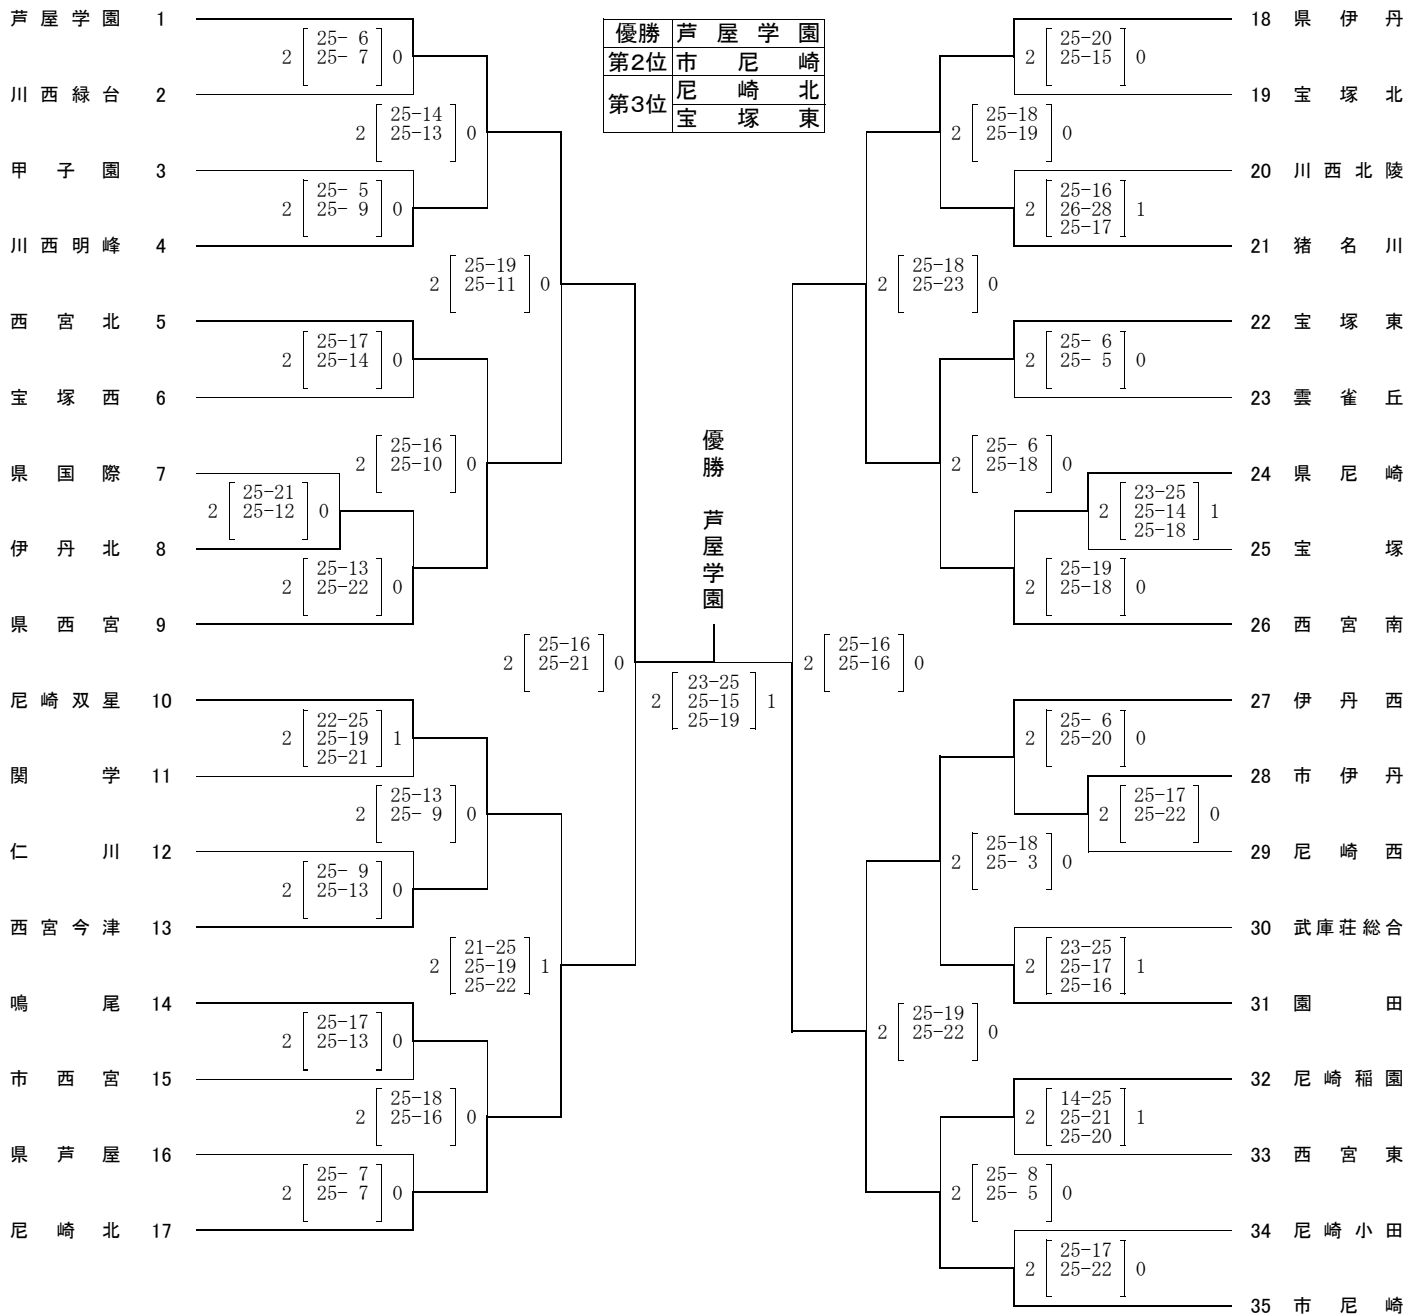 優勝 芦屋学園
第2位 市尼崎
第3位 尼崎北
宝塚東
芦屋学園 1
2 [25- 6 25- 7] 0
川西緑台 2
2 [25-14 25-13] 0
甲子園 3
2 [25- 5 25- 9] 0
川西明峰 4
2 [25-19 25-11] 0
西宮北 5
2 [25-17 25-14] 0
宝塚西 6
2 [25-16 25-10] 0
県国際 7
2 [25-21 25-12] 0
伊丹北 8
2 [25-13 25-22] 0
県西宮 9
2 [25-16 25-21] 0
尼崎双星 10
2 [22-25 25-19 25-21] 1
関学 11
2 [25-13 25- 9] 0
仁川 12
2 [25- 9 25-13] 0
西宮今津 13
2 [21-25 25-19 25-22] 1
鳴尾 14
2 [25-17 25-13] 0
市西宮 15
2 [25-18 25-16] 0
県芦屋 16
2 [25- 7 25- 7] 0
尼崎北 17
優勝 芦屋学園
2 [23-25 25-15 25-19] 1
18 県伊丹
2 [25-20 25-15] 0
19 宝塚北
2 [25-18 25-19] 0
20 川西北陵
2 [25-16 26-28 25-17] 1
21 猪名川
2 [25-18 25-23] 0
22 宝塚東
2 [25- 6 25- 5] 0
23 雲雀丘
2 [25- 6 25-18] 0
24 県尼崎
2 [23-25 25-14 25-18] 1
25 宝塚
2 [25-19 25-18] 0
26 西宮南
2 [25-16 25-16] 0
27 伊丹西
2 [25- 6 25-20] 0
28 市伊丹
2 [25-17 25-22] 0
29 尼崎西
2 [25-18 25- 3] 0
30 武庫荘総合
2 [23-25 25-17 25-16] 1
31 園田
2 [25-19 25-22] 0
32 尼崎稲園
2 [14-25 25-21 25-20] 1
33 西宮東
2 [25- 8 25- 5] 0
34 尼崎小田
2 [25-17 25-22] 0
35 市尼崎